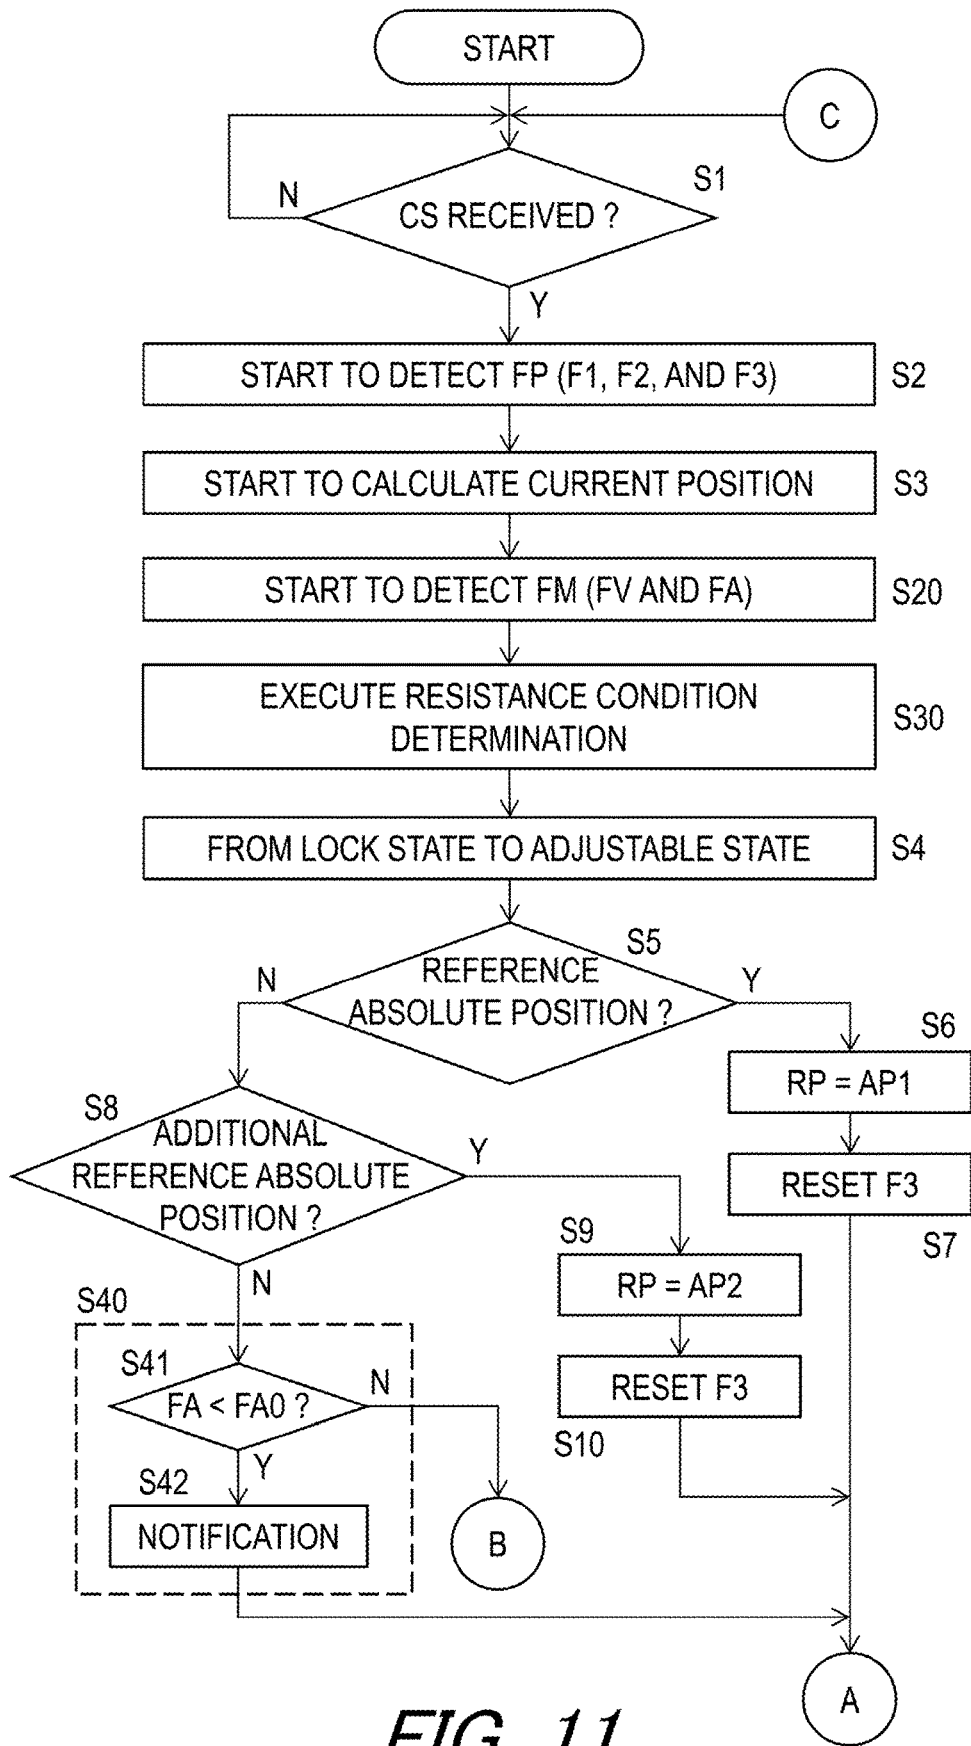 START
C
S1
N
CS RECEIVED ?
Y
START TO DETECT FP (F1, F2, AND F3)
S2
START TO CALCULATE CURRENT POSITION
S3
START TO DETECT FM (FV AND FA)
S20
EXECUTE RESISTANCE CONDITION
DETERMINATION
S30
FROM LOCK STATE TO ADJUSTABLE STATE
S4
S5
N
REFERENCE
ABSOLUTE POSITION ?
Y
S6
RP = AP1
S8
ADDITIONAL
REFERENCE ABSOLUTE
POSITION ?
Y
RESET F3
S7
S9
RP = AP2
N
S40
S41
FA < FA0 ?
N
RESET F3
S10
Y
S42
NOTIFICATION
B
A
FIG. 11